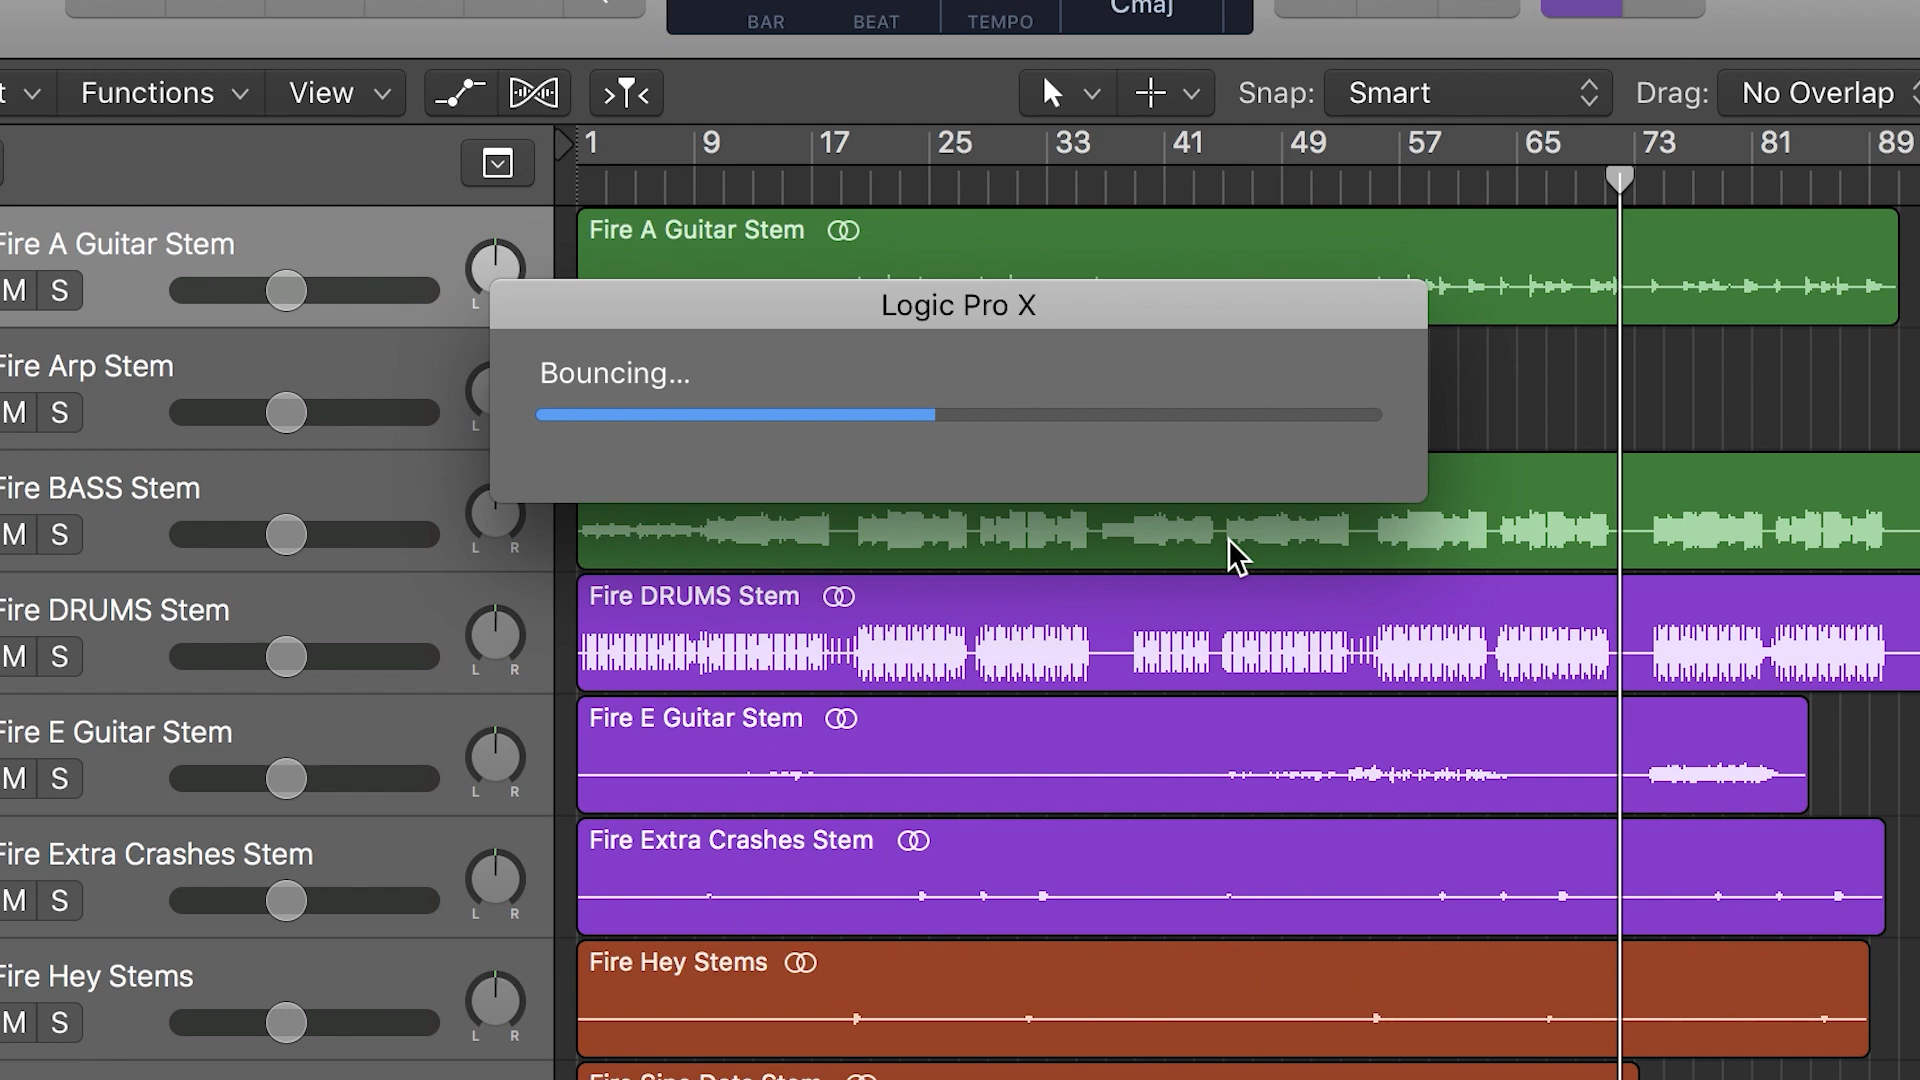 Cmaj
BAR BEAT TEMPO
t Functions View Snap: Smart Drag: No Overlap
1 9 17 25 33 41 49 57 65 73 81 89
Fire A Guitar Stem
Fire A Guitar Stem
M S
L
Logic Pro X
Bouncing...
Fire Arp Stem
M S
L
Fire BASS Stem
M S
L R
Fire DRUMS Stem
Fire DRUMS Stem
M S
L R
Fire E Guitar Stem
Fire E Guitar Stem
M S
L R
Fire Extra Crashes Stem
Fire Extra Crashes Stem
M S
L R
Fire Hey Stems
Fire Hey Stems
M S
L R